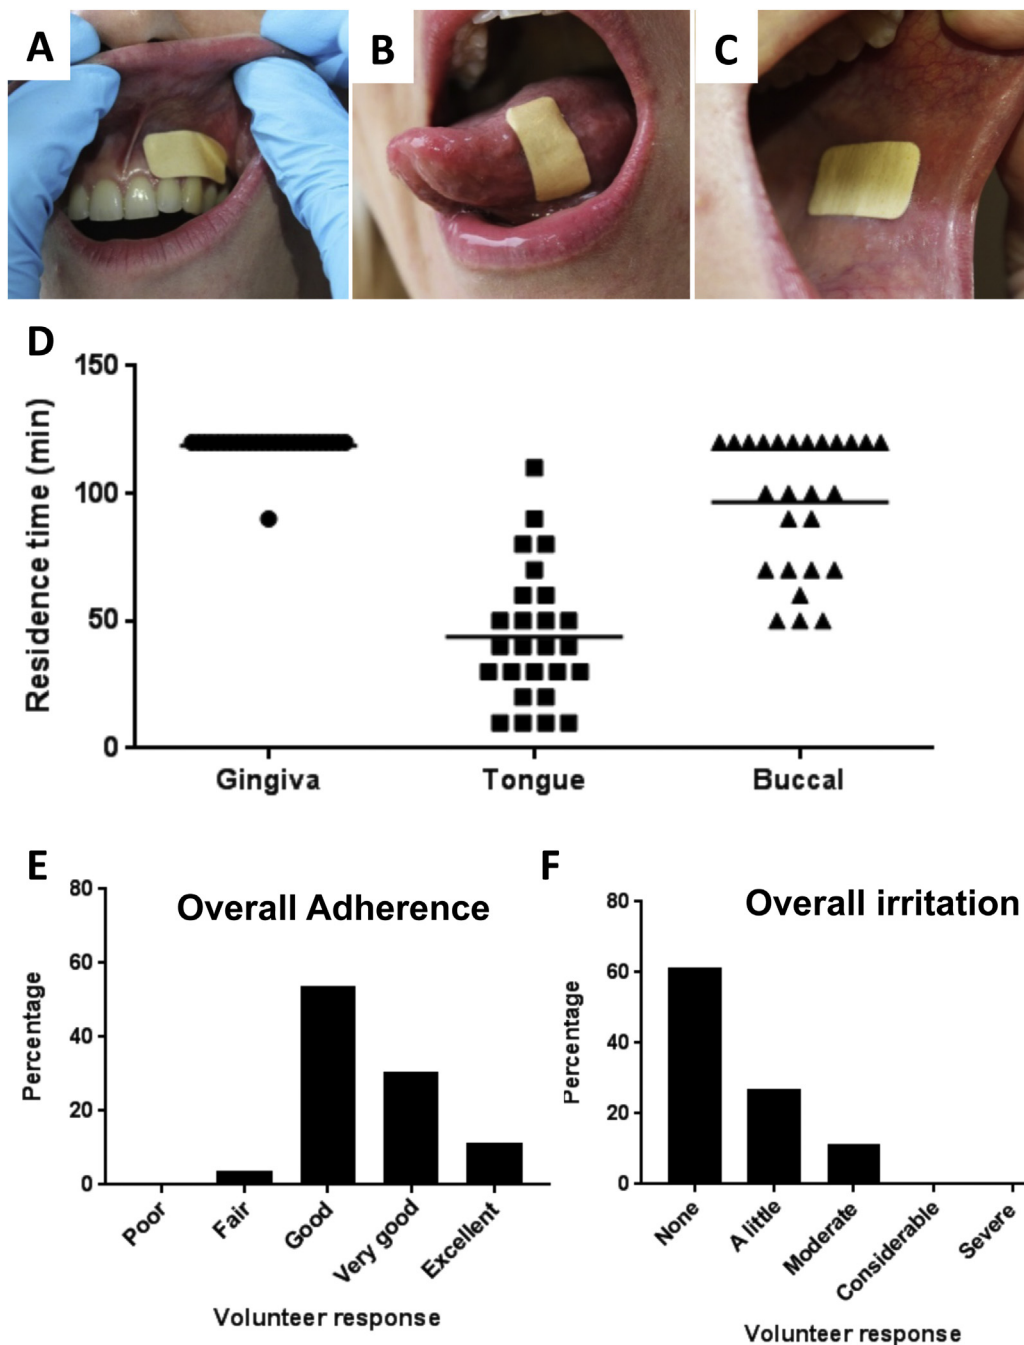 A
B
C
D
150
100
50
0
Residence time (min)
Gingiva
Tongue
Buccal
E
Overall Adherence
80
60
40
20
0
Percentage
Poor
Fair
Good
Very good
Excellent
Volunteer response
F
Overall irritation
80
60
40
20
0
Percentage
None
A little
Moderate
Considerable
Severe
Volunteer response